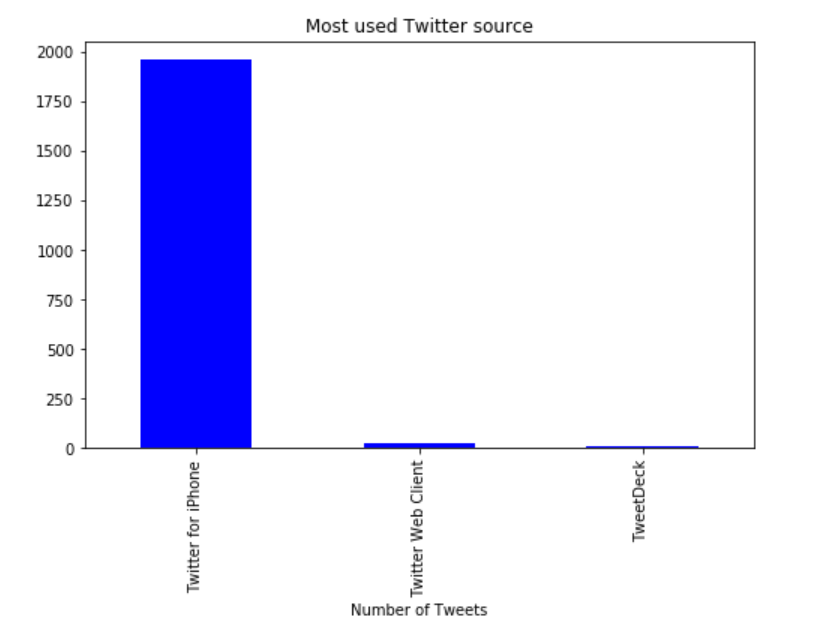 Most used Twitter source
2000
1750
1500
1250
1000
750
500
250
0
Twitter for iPhone
Twitter Web Client
TweetDeck
Number of Tweets